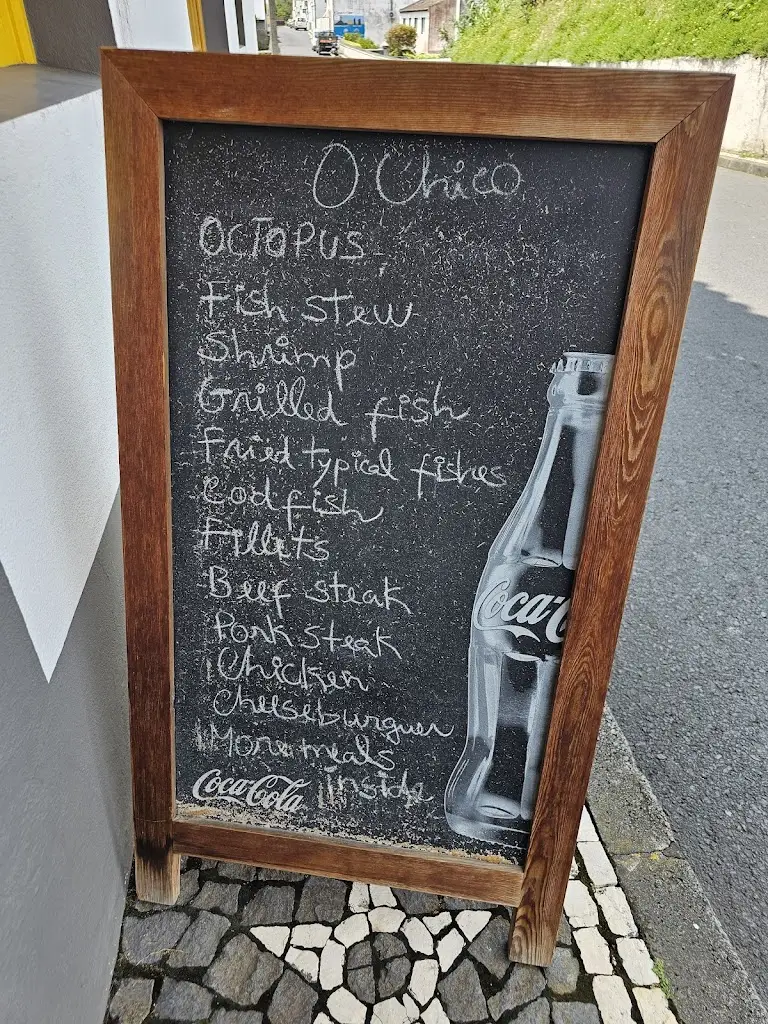 O Chico
OCTOPUS
Fish stew
Shrimp
Grilled fish
Fried typical fishes
Codfish
Fillets
Beef steak
Pork steak
Chicken
Cheeseburguer
More meals
inside
Coca-Cola
Coca-C